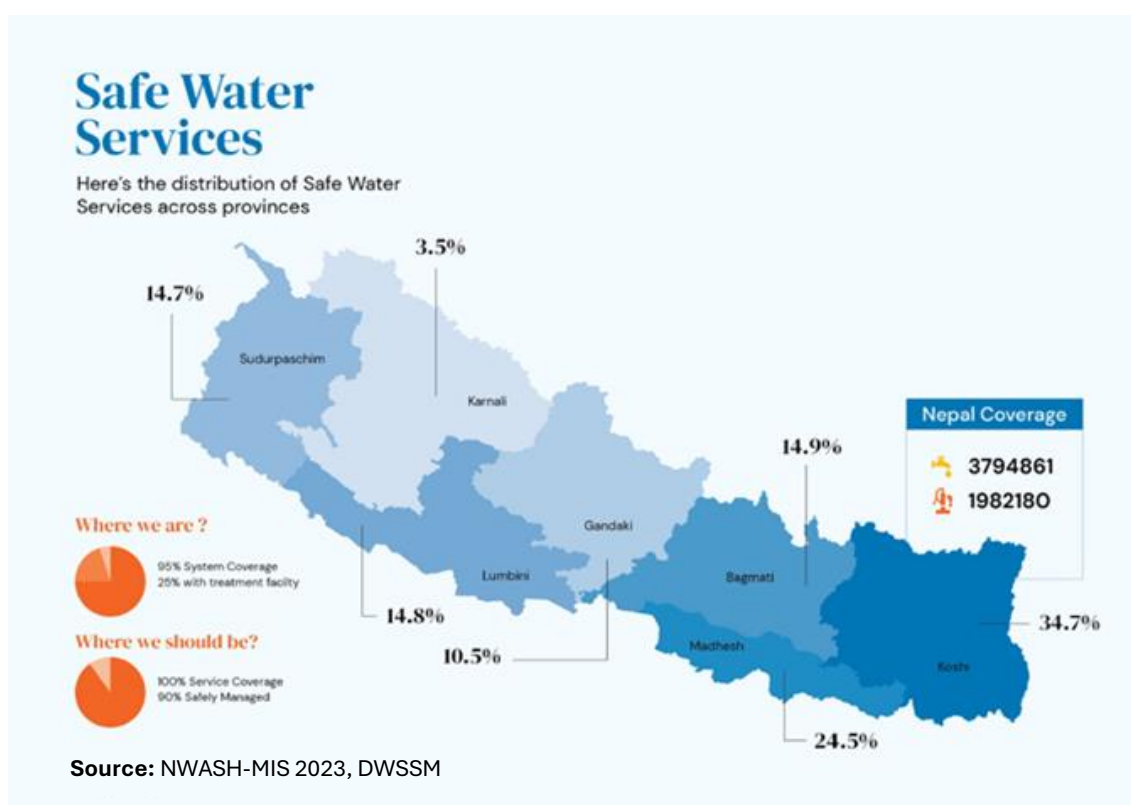 Safe Water
Services
Here's the distribution of Safe Water
Services across provinces
3.5%
14.7%
Sudurpaschim
Karnali
Nepal Coverage
3794861
1982180
14.9%
Where we are ?
95% System Coverage
25% with treatment facilty
Gandaki
Lumbini
Bagmati
14.8%
34.7%
Where we should be?
10.5%
Madhesh
Koshi
100% Service Coverage
90% Safely Managed
24.5%
Source: NWASH-MIS 2023, DWSSM